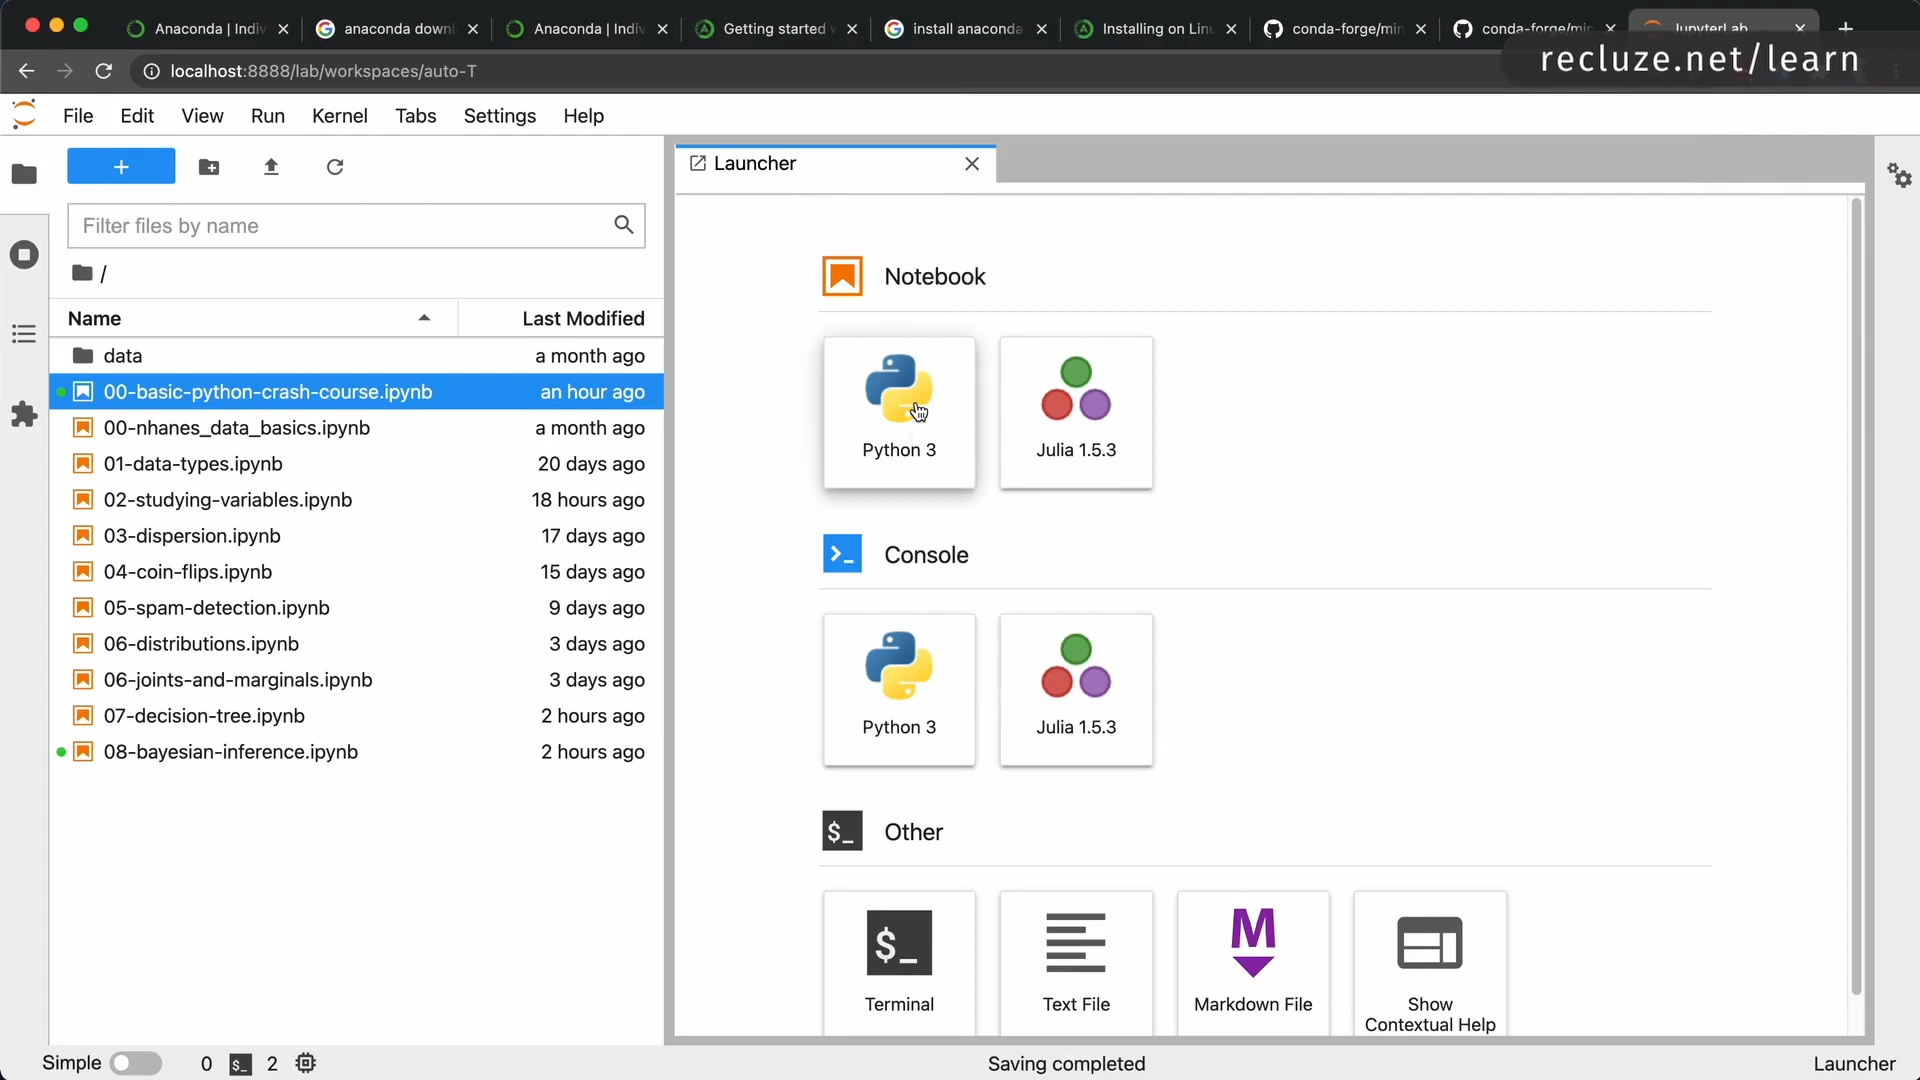 Anaconda | Indiv
anaconda downl
Anaconda | Indiv
Getting started w
install anaconda
Installing on Linu
conda-forge/min
conda-forge/min
JupyterLab
localhost:8888/lab/workspaces/auto-T
recluze.net/learn
File Edit View Run Kernel Tabs Settings Help
+
Filter files by name
/
Name Last Modified
data a month ago
00-basic-python-crash-course.ipynb an hour ago
00-nhanes_data_basics.ipynb a month ago
01-data-types.ipynb 20 days ago
02-studying-variables.ipynb 18 hours ago
03-dispersion.ipynb 17 days ago
04-coin-flips.ipynb 15 days ago
05-spam-detection.ipynb 9 days ago
06-distributions.ipynb 3 days ago
06-joints-and-marginals.ipynb 3 days ago
07-decision-tree.ipynb 2 hours ago
08-bayesian-inference.ipynb 2 hours ago
Launcher
Notebook
Python 3
Julia 1.5.3
>_ Console
Python 3
Julia 1.5.3
$_ Other
$_
Terminal
Text File
M
Markdown File
Show
Contextual Help
Simple 0 $_ 2 Saving completed Launcher